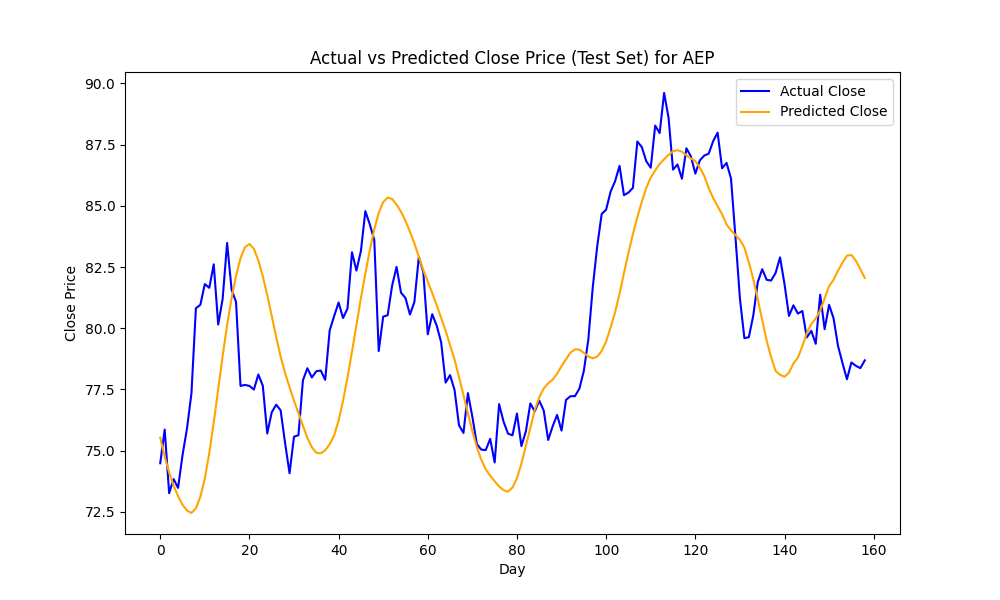 Actual vs Predicted Close Price (Test Set) for AEP
Actual Close
Predicted Close
Close Price
90.0
87.5
85.0
82.5
80.0
77.5
75.0
72.5
0 20 40 60 80 100 120 140 160
Day